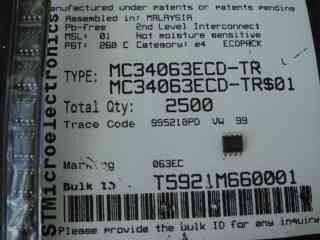 Manufactured under patents or patents pending
Assembled in: MALAYSIA
Pb-free 2nd Level Interconnect
MSL: 01 Not moisture sensitive
PBT: 260 C Category: e4 ECOPACK
TYPE: MC34063ECD-TR
MC34063ECD-TR$01
Total Qty: 2500
Trace Code 995218PD VW 99
Marking 063EC
Bulk ID T5921M660001
Please provide the bulk ID for any inquiry
STMicroelectronics